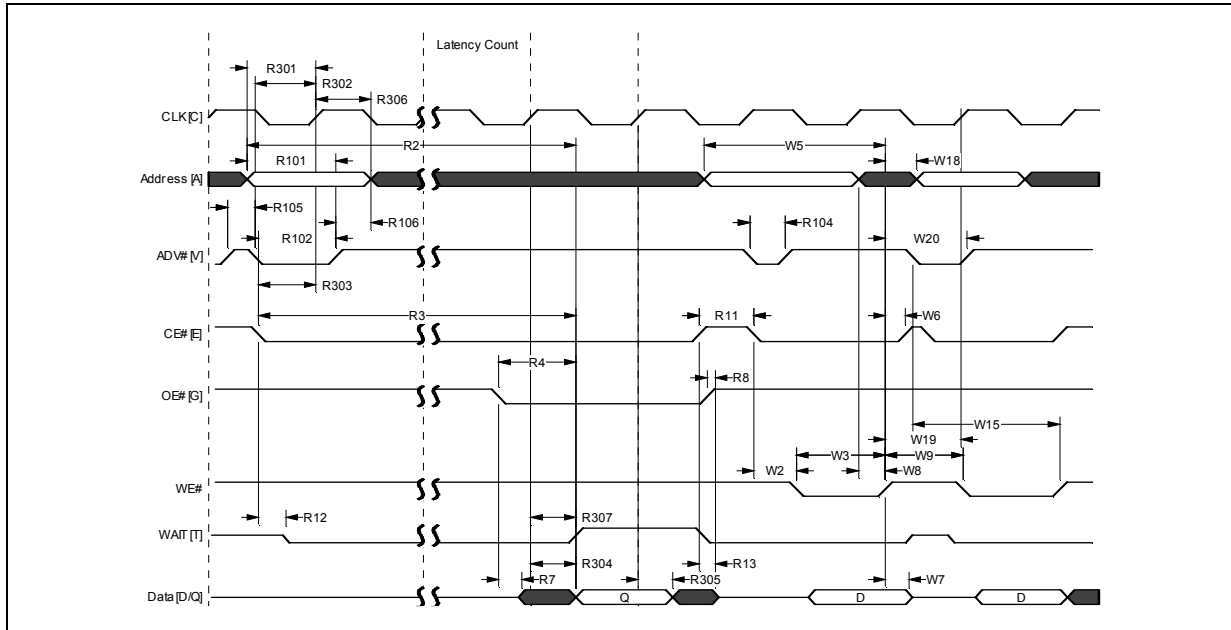 Latency Count
R301
R302
R306
CLK [C]
R2
W5
R101
W18
Address [A]
R105
R106
R102
R104
W20
ADV# [V]
R303
R3
R11
W6
CE# [E]
R4
R8
OE# [G]
W15
W19
W3
W9
W2
W8
WE#
R12
R307
WAIT [T]
R304
R13
R7
R305
W7
Data [D/Q]
Q
D
D